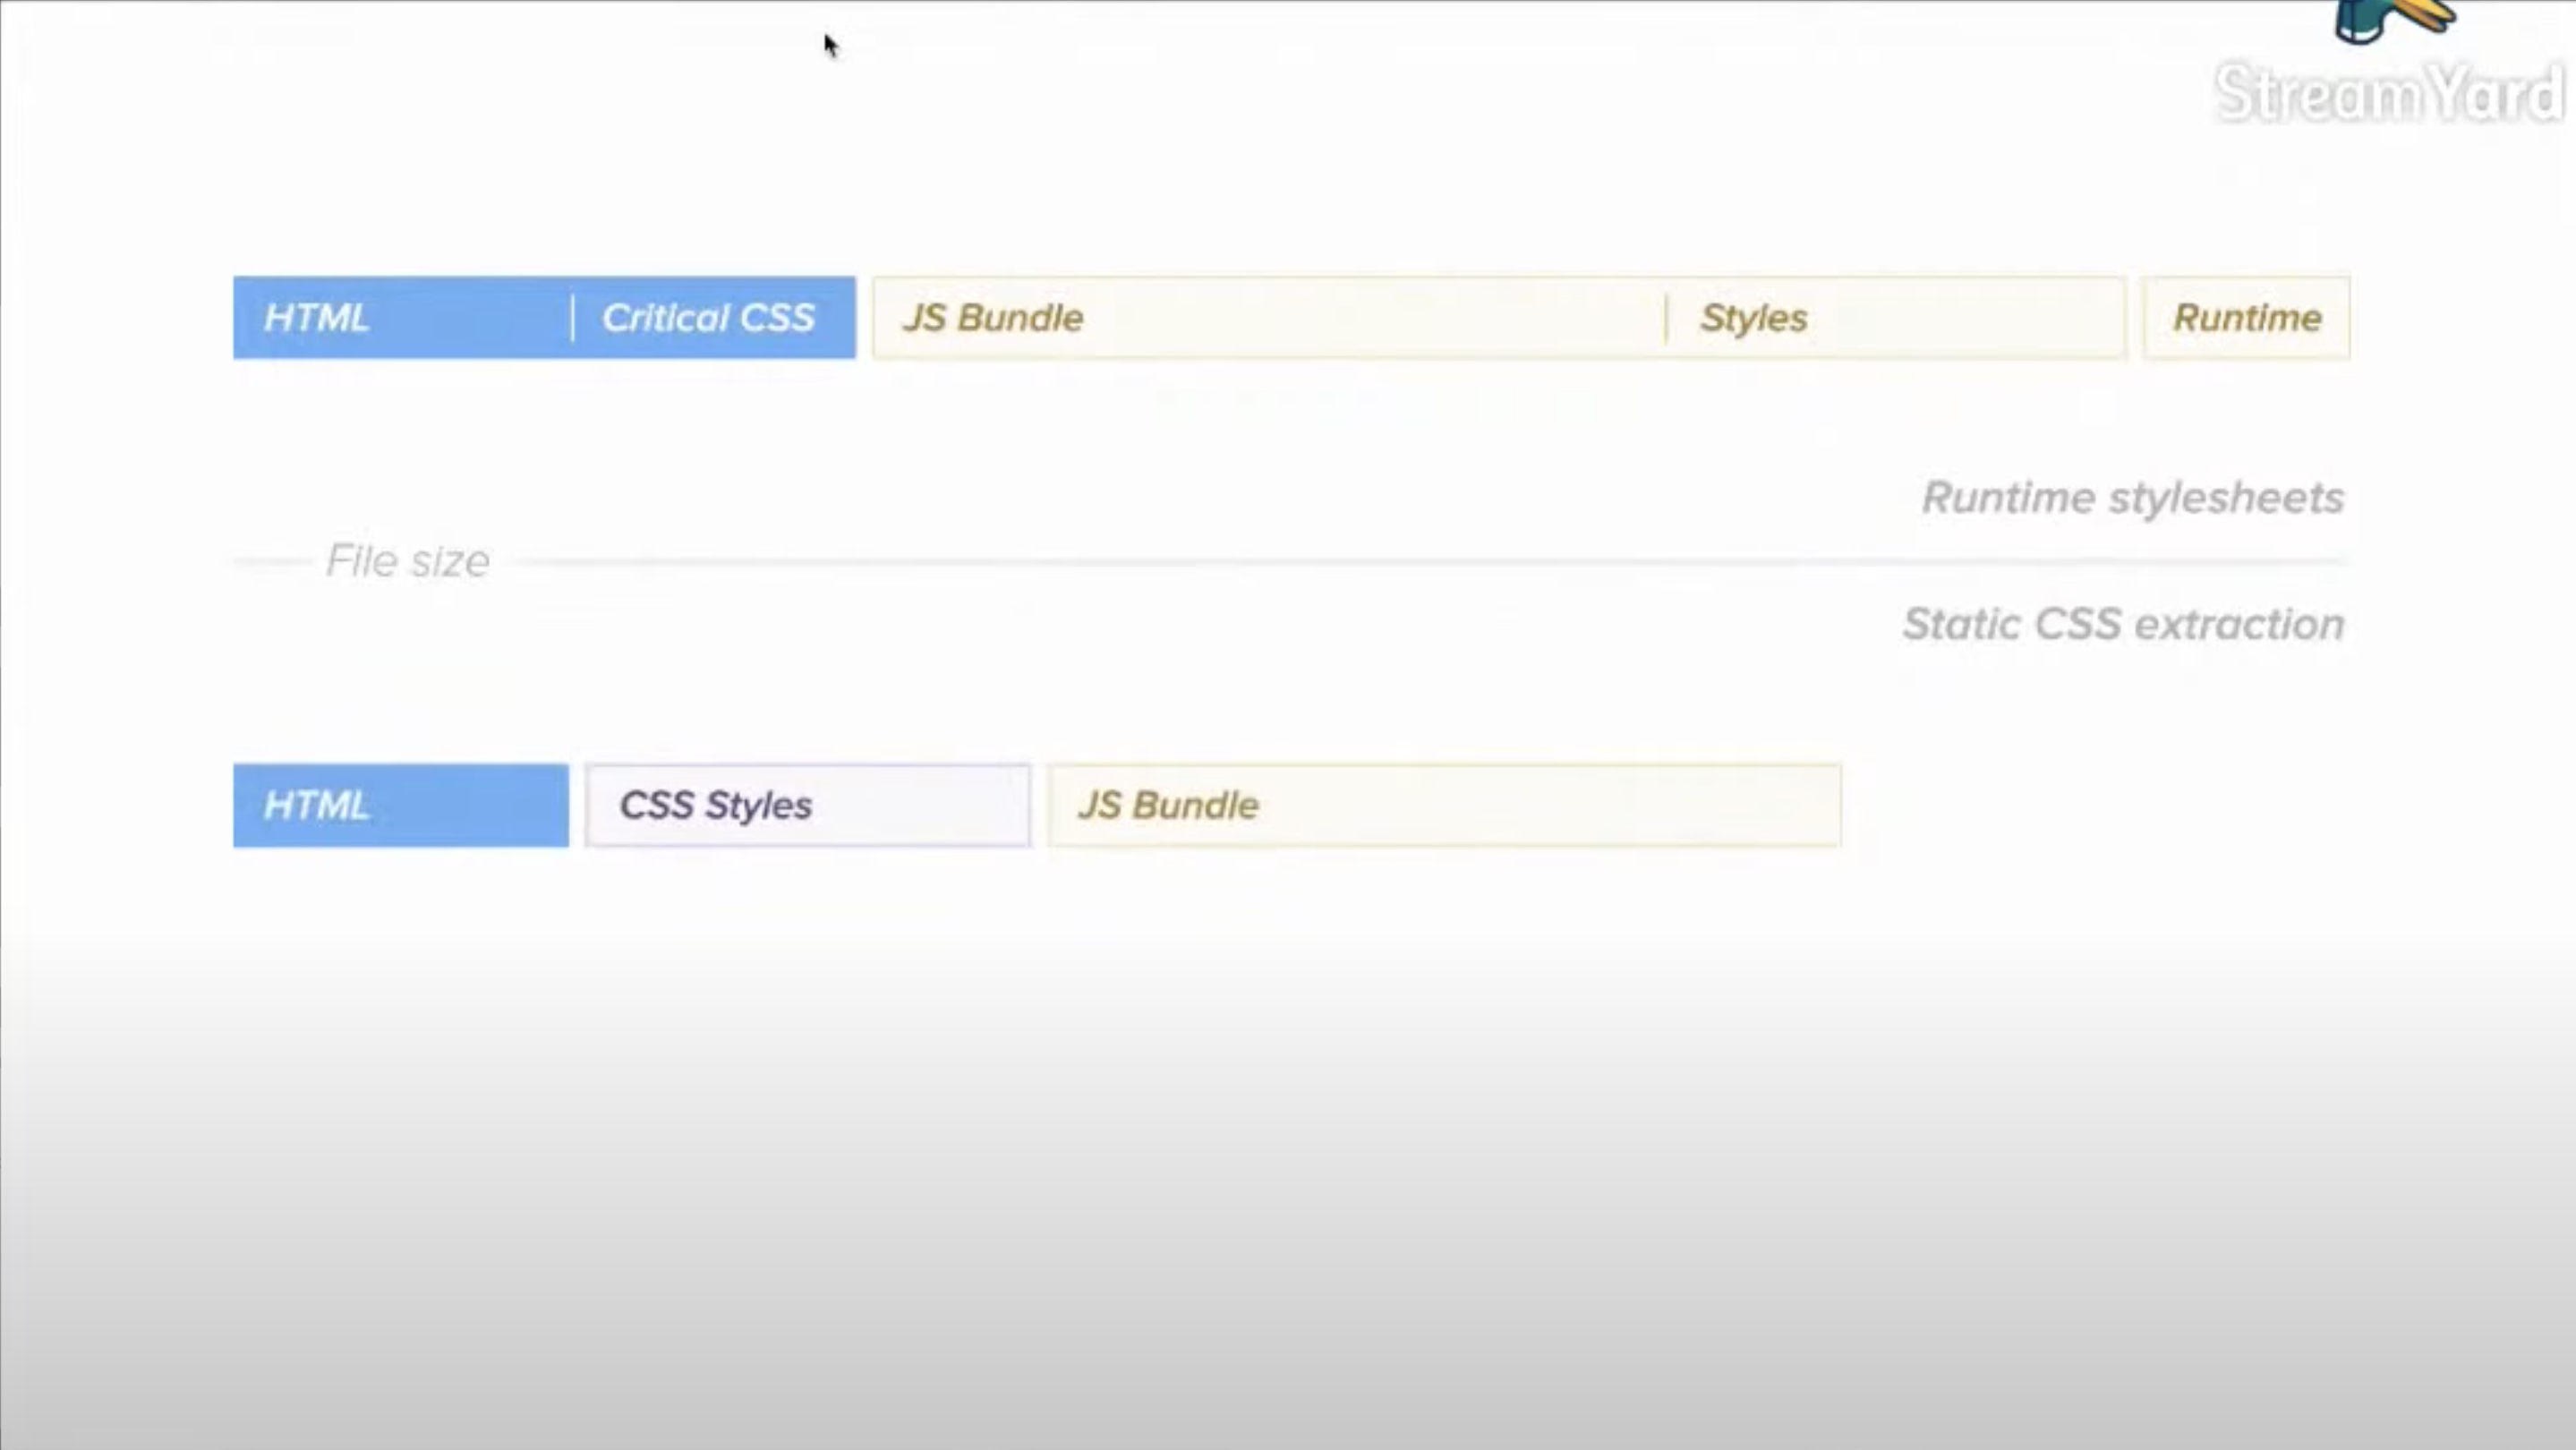 StreamYard
HTML
Critical CSS
JS Bundle
Styles
Runtime
Runtime stylesheets
File size
Static CSS extraction
HTML
CSS Styles
JS Bundle